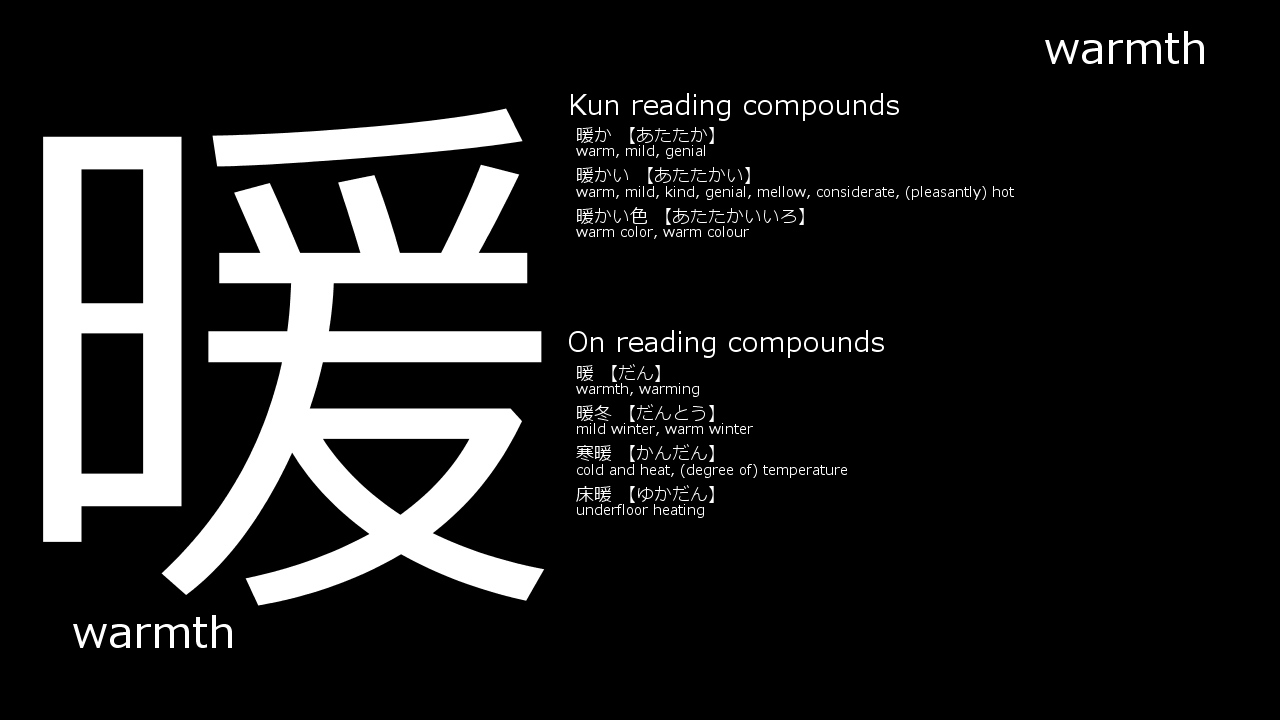 warmth
暖
warmth
Kun reading compounds
暖か 【あたたか】
warm, mild, genial
暖かい 【あたたかい】
warm, mild, kind, genial, mellow, considerate, (pleasantly) hot
暖かい色 【あたたかいいろ】
warm color, warm colour
On reading compounds
暖 【だん】
warmth, warming
暖冬 【だんとう】
mild winter, warm winter
寒暖 【かんだん】
cold and heat, (degree of) temperature
床暖 【ゆかだん】
underfloor heating